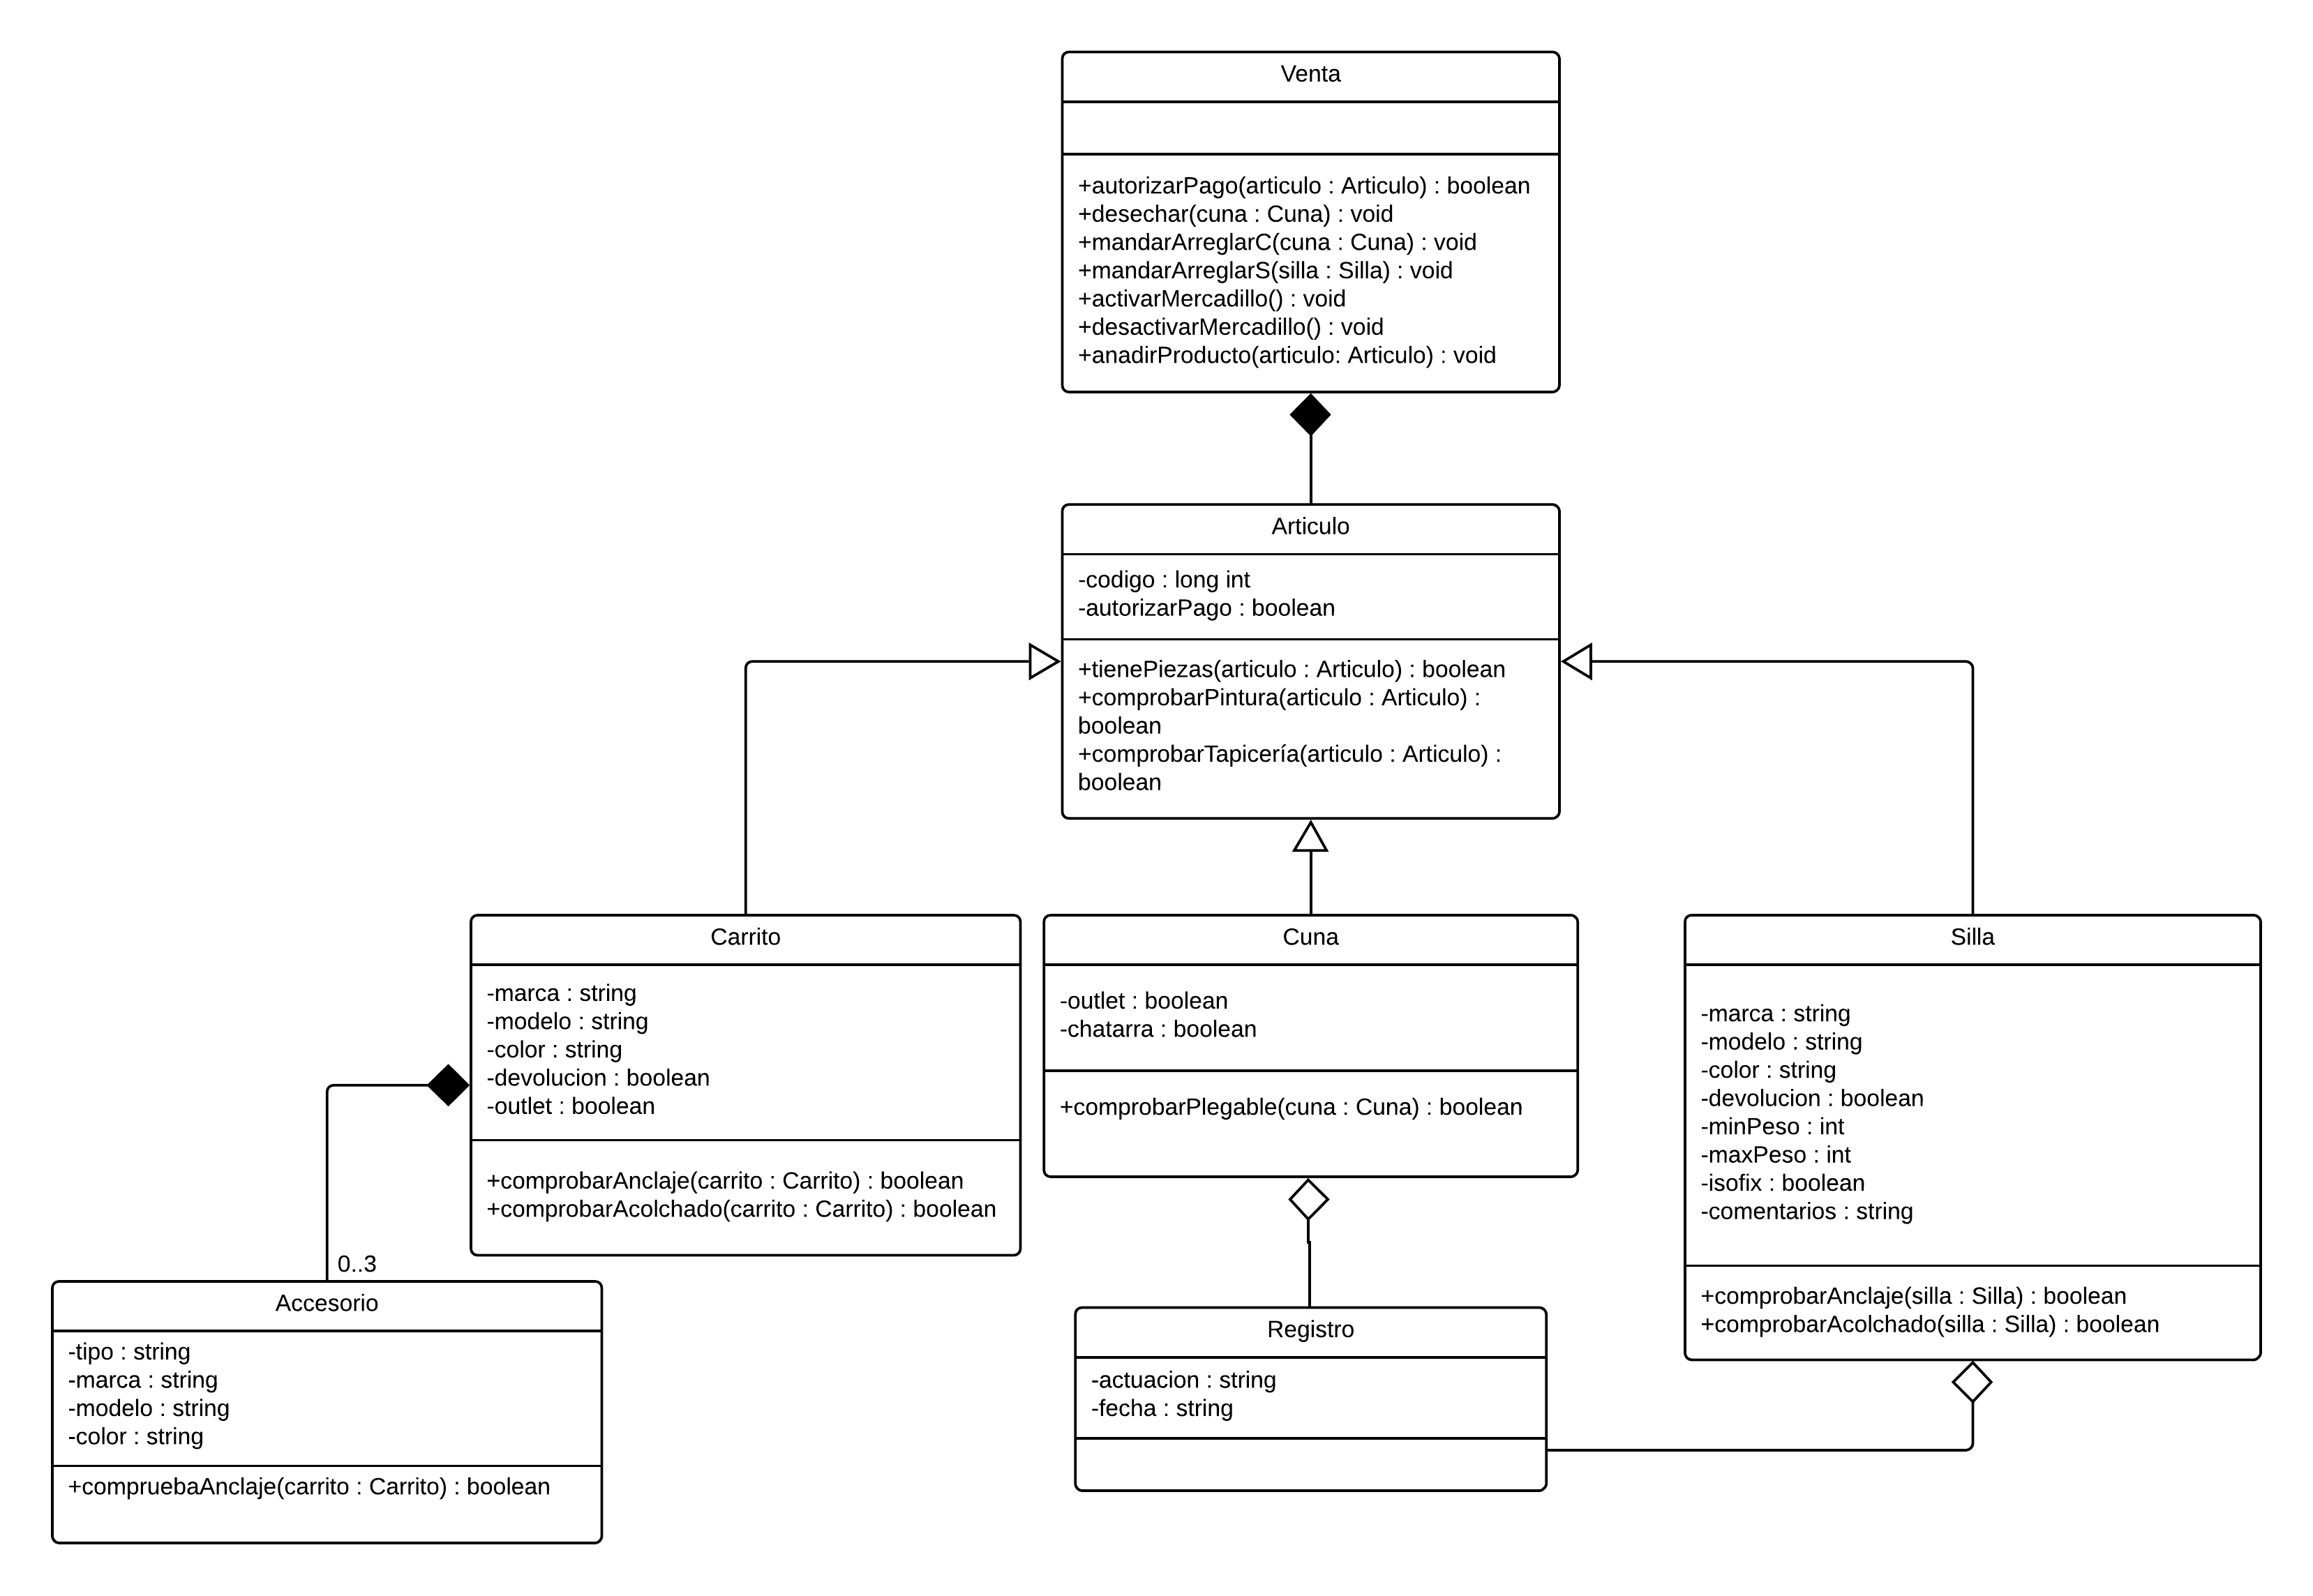 Venta
+autorizarPago(articulo : Articulo) : boolean
+desechar(cuna : Cuna) : void
+mandarArreglarC(cuna : Cuna) : void
+mandarArreglarS(silla : Silla) : void
+activarMercadillo() : void
+desactivarMercadillo() : void
+anadirProducto(articulo: Articulo) : void
Articulo
-codigo : long int
-autorizarPago : boolean
+tienePiezas(articulo : Articulo) : boolean
+comprobarPintura(articulo : Articulo) :
boolean
+comprobarTapicería(articulo : Articulo) :
boolean
Carrito
-marca : string
-modelo : string
-color : string
-devolucion : boolean
-outlet : boolean
+comprobarAnclaje(carrito : Carrito) : boolean
+comprobarAcolchado(carrito : Carrito) : boolean
Cuna
-outlet : boolean
-chatarra : boolean
+comprobarPlegable(cuna : Cuna) : boolean
Silla
-marca : string
-modelo : string
-color : string
-devolucion : boolean
-minPeso : int
-maxPeso : int
-isofix : boolean
-comentarios : string
+comprobarAnclaje(silla : Silla) : boolean
+comprobarAcolchado(silla : Silla) : boolean
0..3
Accesorio
-tipo : string
-marca : string
-modelo : string
-color : string
+compruebaAnclaje(carrito : Carrito) : boolean
Registro
-actuacion : string
-fecha : string